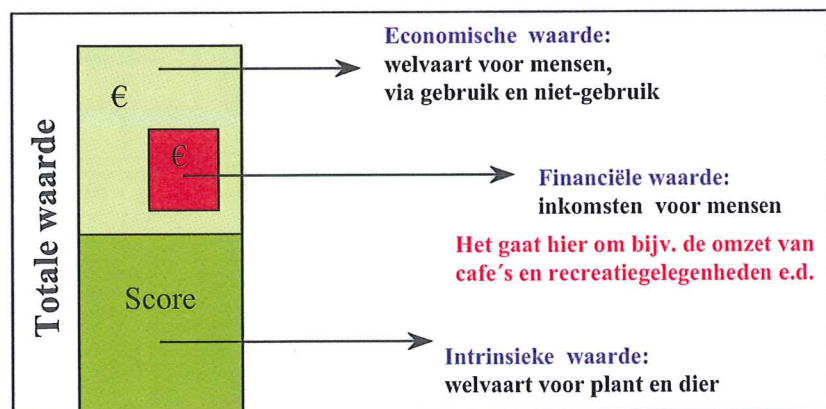 Totale waarde
€
€
Score
Economische waarde:
welvaart voor mensen,
via gebruik en niet-gebruik
Financiële waarde:
inkomsten voor mensen
Het gaat hier om bijv. de omzet van
cafe´s en recreatiegelegenheden e.d.
Intrinsieke waarde:
welvaart voor plant en dier